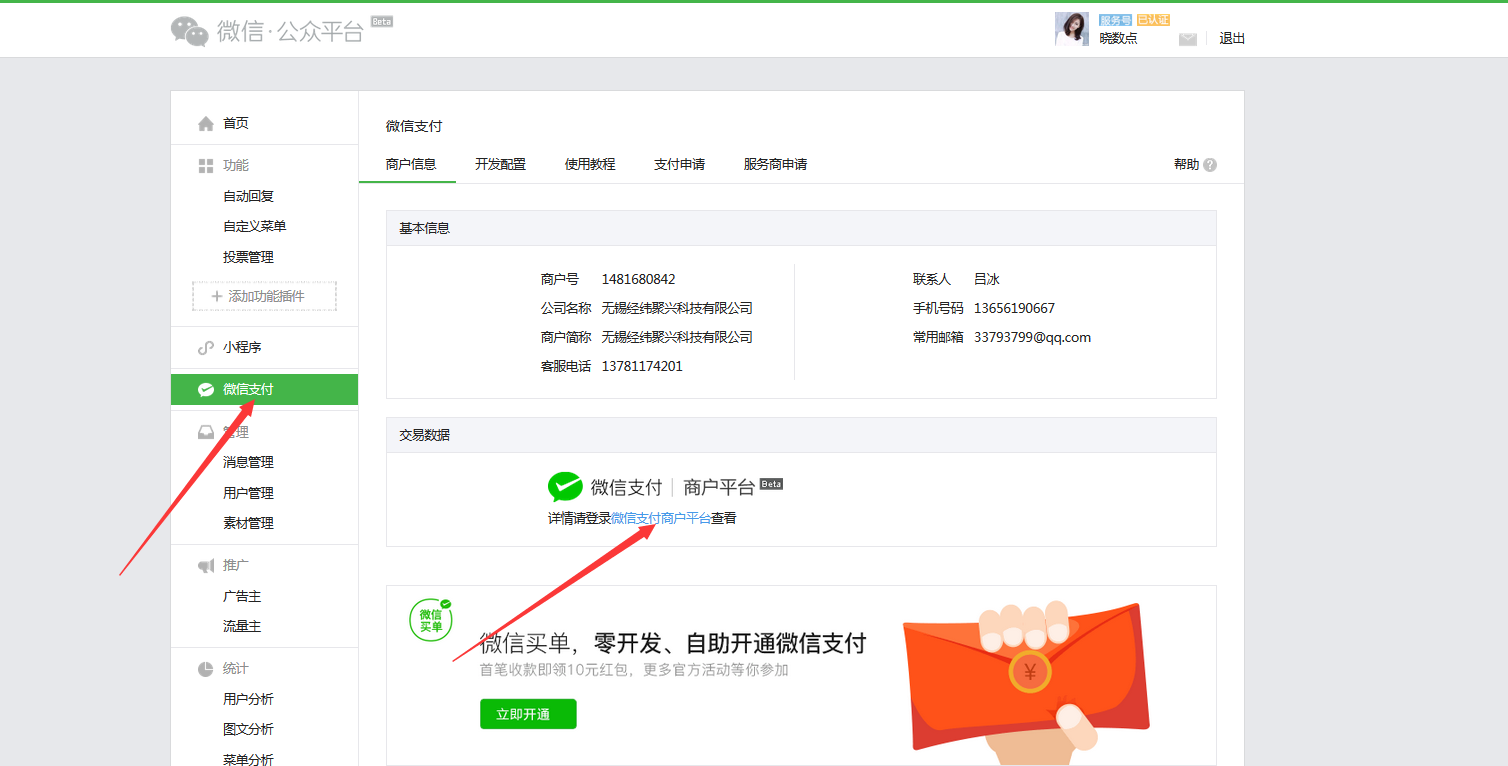 微信·公众平台 Beta
服务号 已认证
晓数点
退出
首页
功能
自动回复
自定义菜单
投票管理
+ 添加功能插件
小程序
微信支付
管理
消息管理
用户管理
素材管理
推广
广告主
流量主
统计
用户分析
图文分析
菜单分析
微信支付
商户信息 开发配置 使用教程 支付申请 服务商申请 帮助 ?
基本信息
商户号 1481680842
公司名称 无锡经纬聚兴科技有限公司
商户简称 无锡经纬聚兴科技有限公司
客服电话 13781174201
联系人 吕冰
手机号码 13656190667
常用邮箱 33793799@qq.com
交易数据
微信支付 | 商户平台 Beta
详情请登录微信支付商户平台查看
微信
买单
微信买单，零开发、自助开通微信支付
首笔收款即领10元红包，更多官方活动等你参加
立即开通
¥